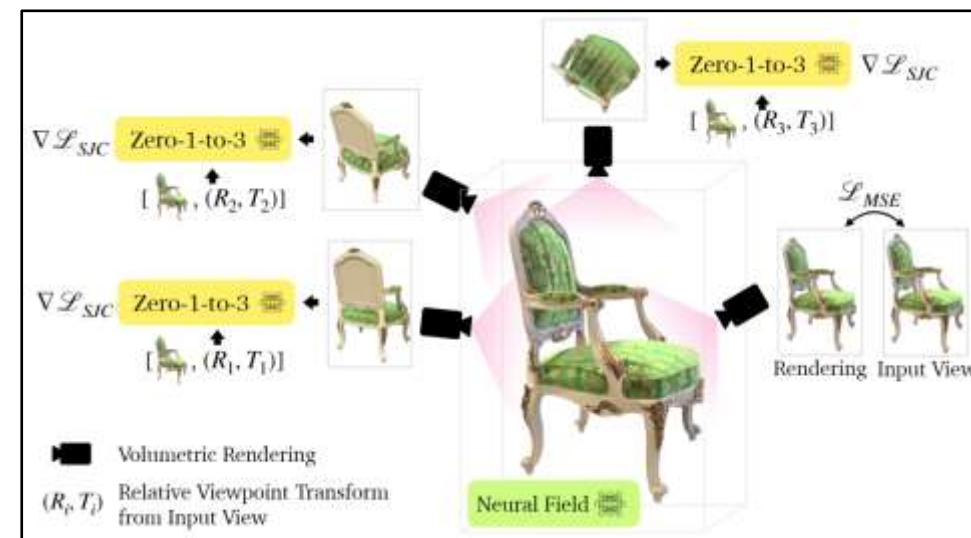 Zero-1-to-3 ∇ℒ_SJC
[ , (R₃, T₃)]
∇ℒ_SJC Zero-1-to-3
[ , (R₂, T₂)]
ℒ_MSE
∇ℒ_SJC Zero-1-to-3
[ , (R₁, T₁)]
Rendering Input View
Volumetric Rendering
(Rᵢ, Tᵢ) Relative Viewpoint Transform
from Input View
Neural Field